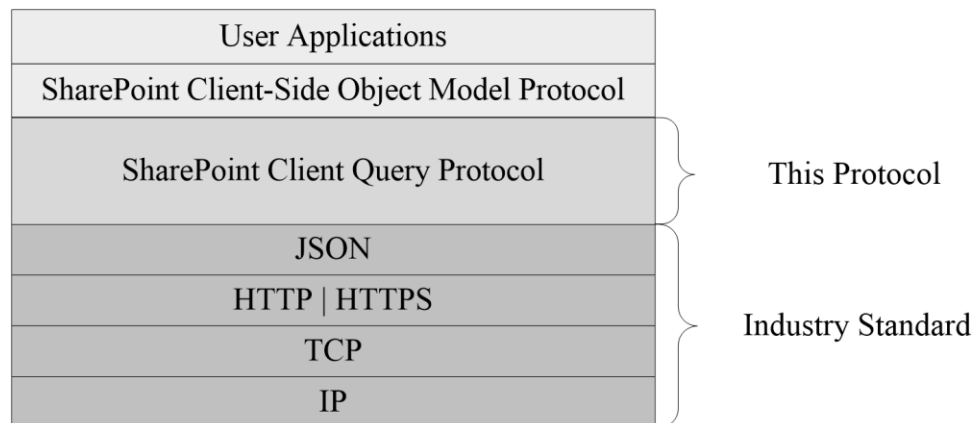 User Applications
SharePoint Client-Side Object Model Protocol
SharePoint Client Query Protocol
This Protocol
JSON
HTTP | HTTPS
TCP
IP
Industry Standard